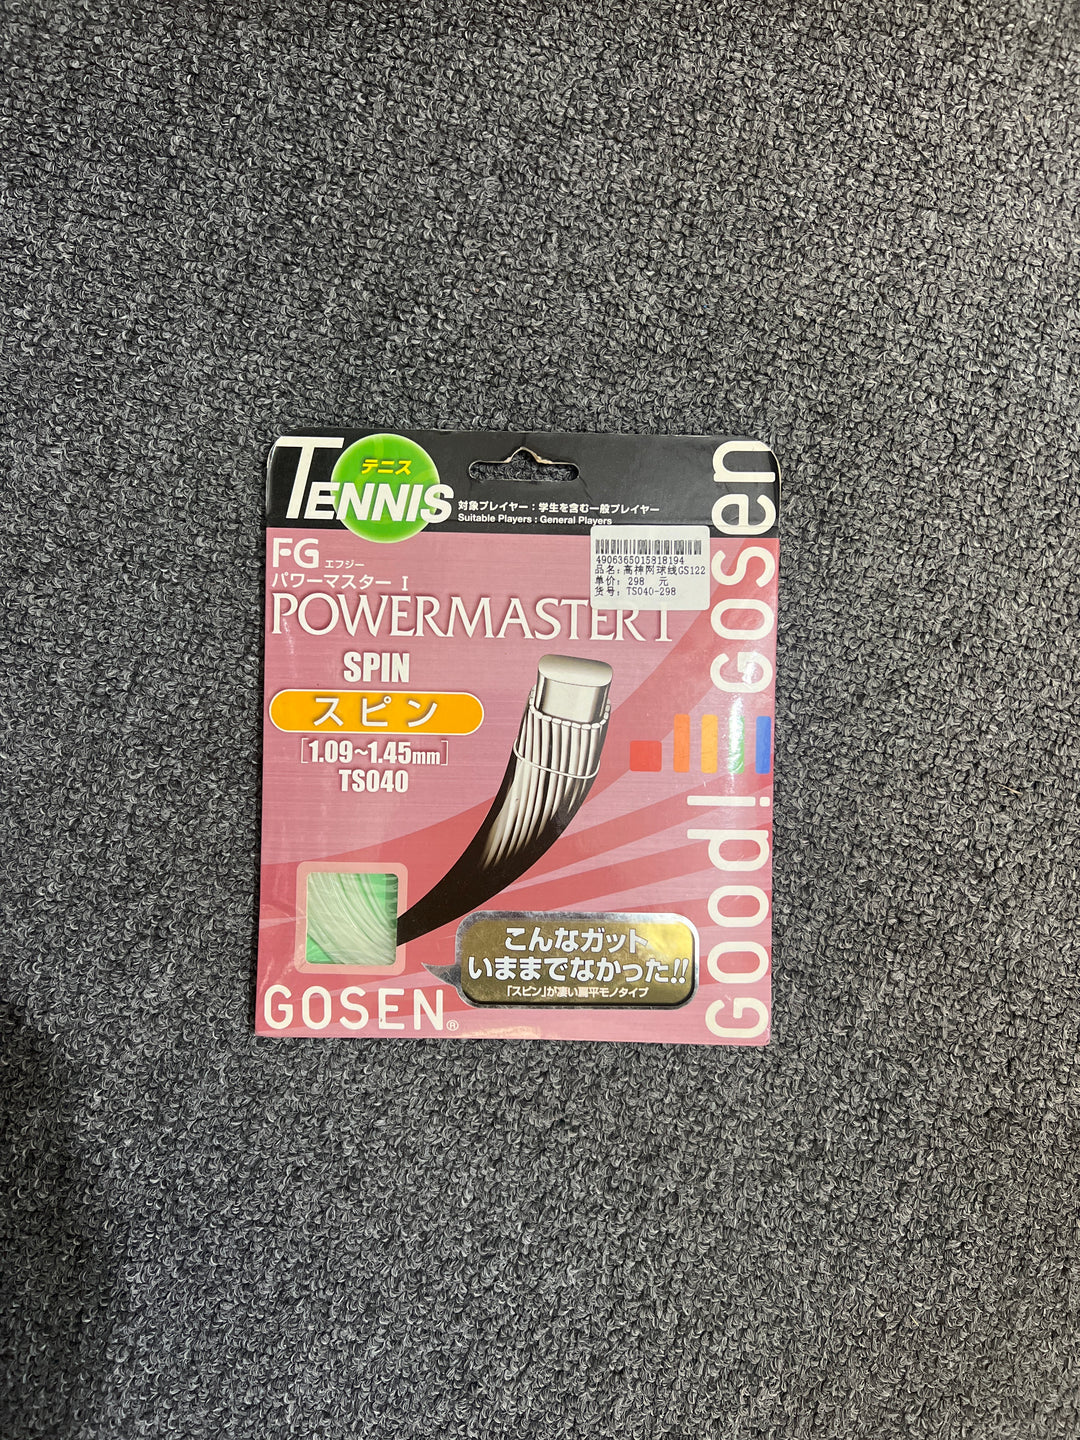 TENNIS
テニス
対象プレイヤー：学生を含む一般プレイヤー
Suitable Players : General Players
4906365015818194
品名：高神网球线GS122
单价：298 元
货号：TS040-298
FG エフジー
パワーマスター I
POWERMASTER I
SPIN
スピン
[1.09~1.45mm]
TS040
こんなガット
いままでなかった!!
「スピン」が凄い扁平モノタイプ
GOSEN®
Good! Gosen